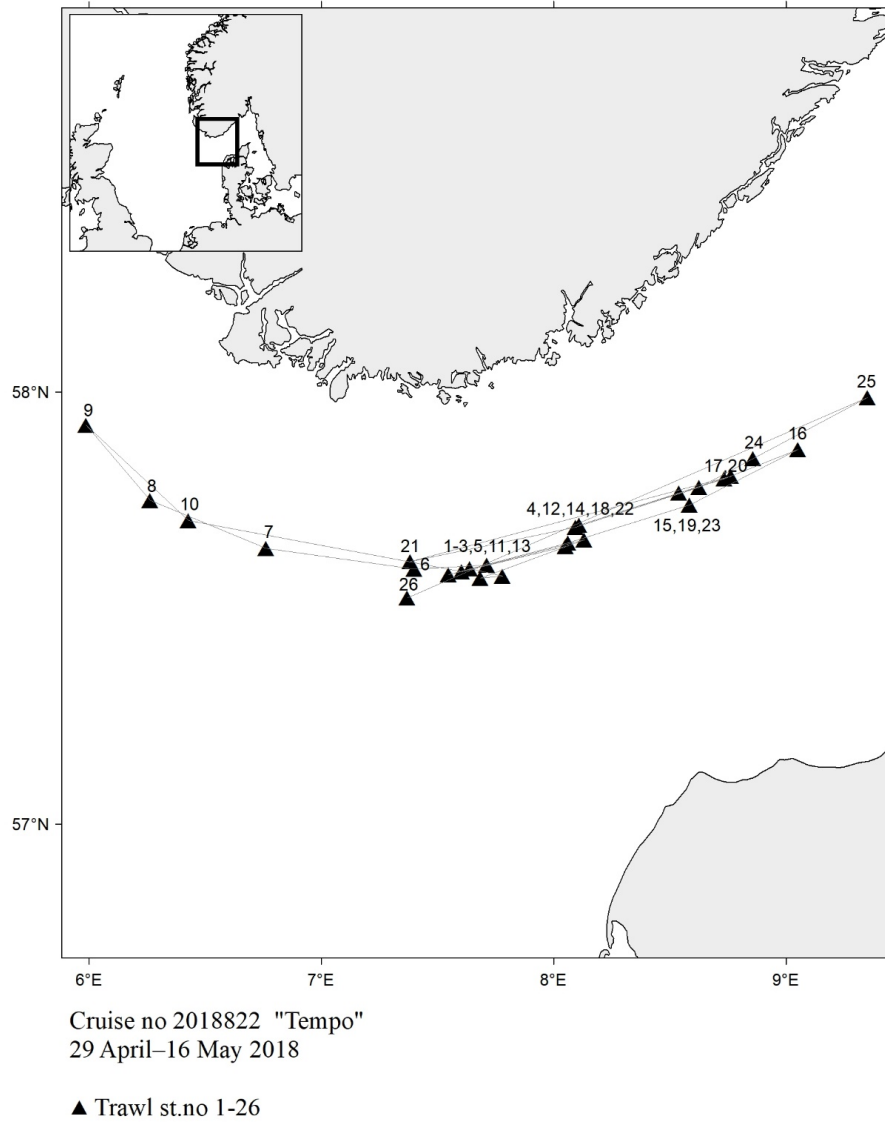 25
58°N
9
16
24
17,20
8
4,12,14,18,22
10
15,19,23
7
1-3,5,11,13
21
6
26
57°N
6°E 7°E 8°E 9°E
Cruise no 2018822 "Tempo"
29 April–16 May 2018
▲ Trawl st.no 1-26